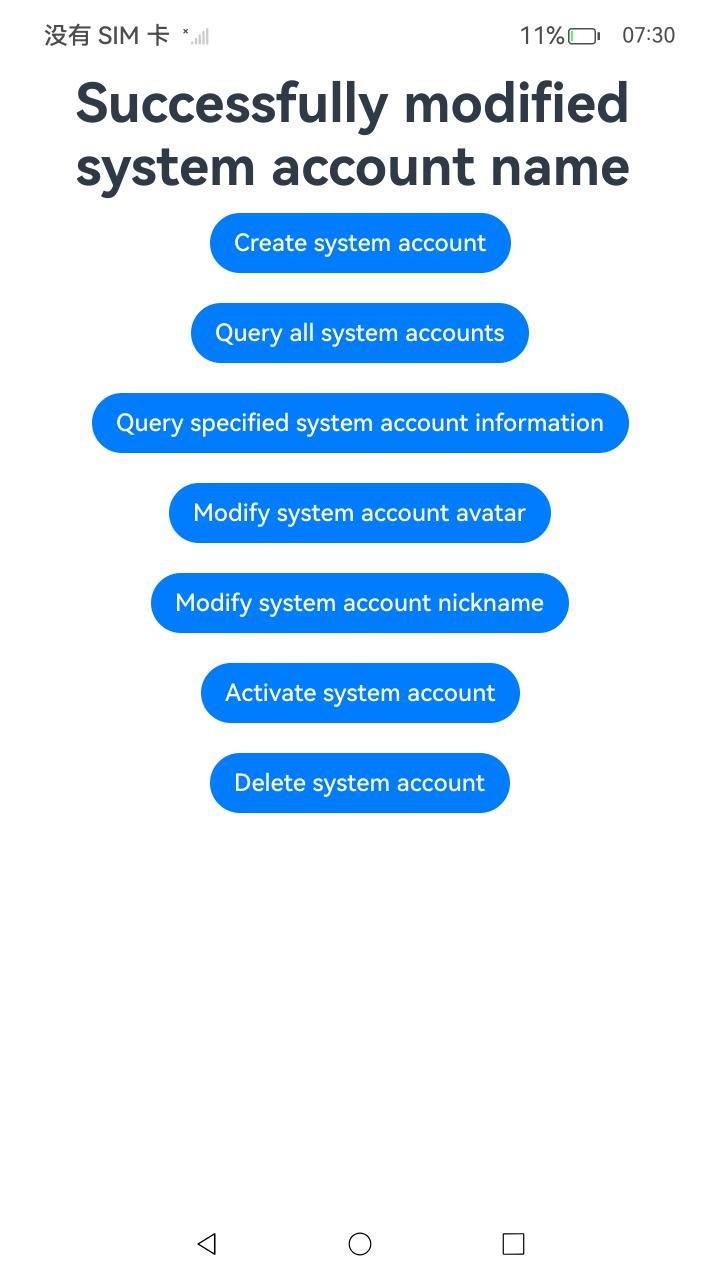 没有 SIM 卡 11% 07:30
Successfully modified
system account name
Create system account
Query all system accounts
Query specified system account information
Modify system account avatar
Modify system account nickname
Activate system account
Delete system account